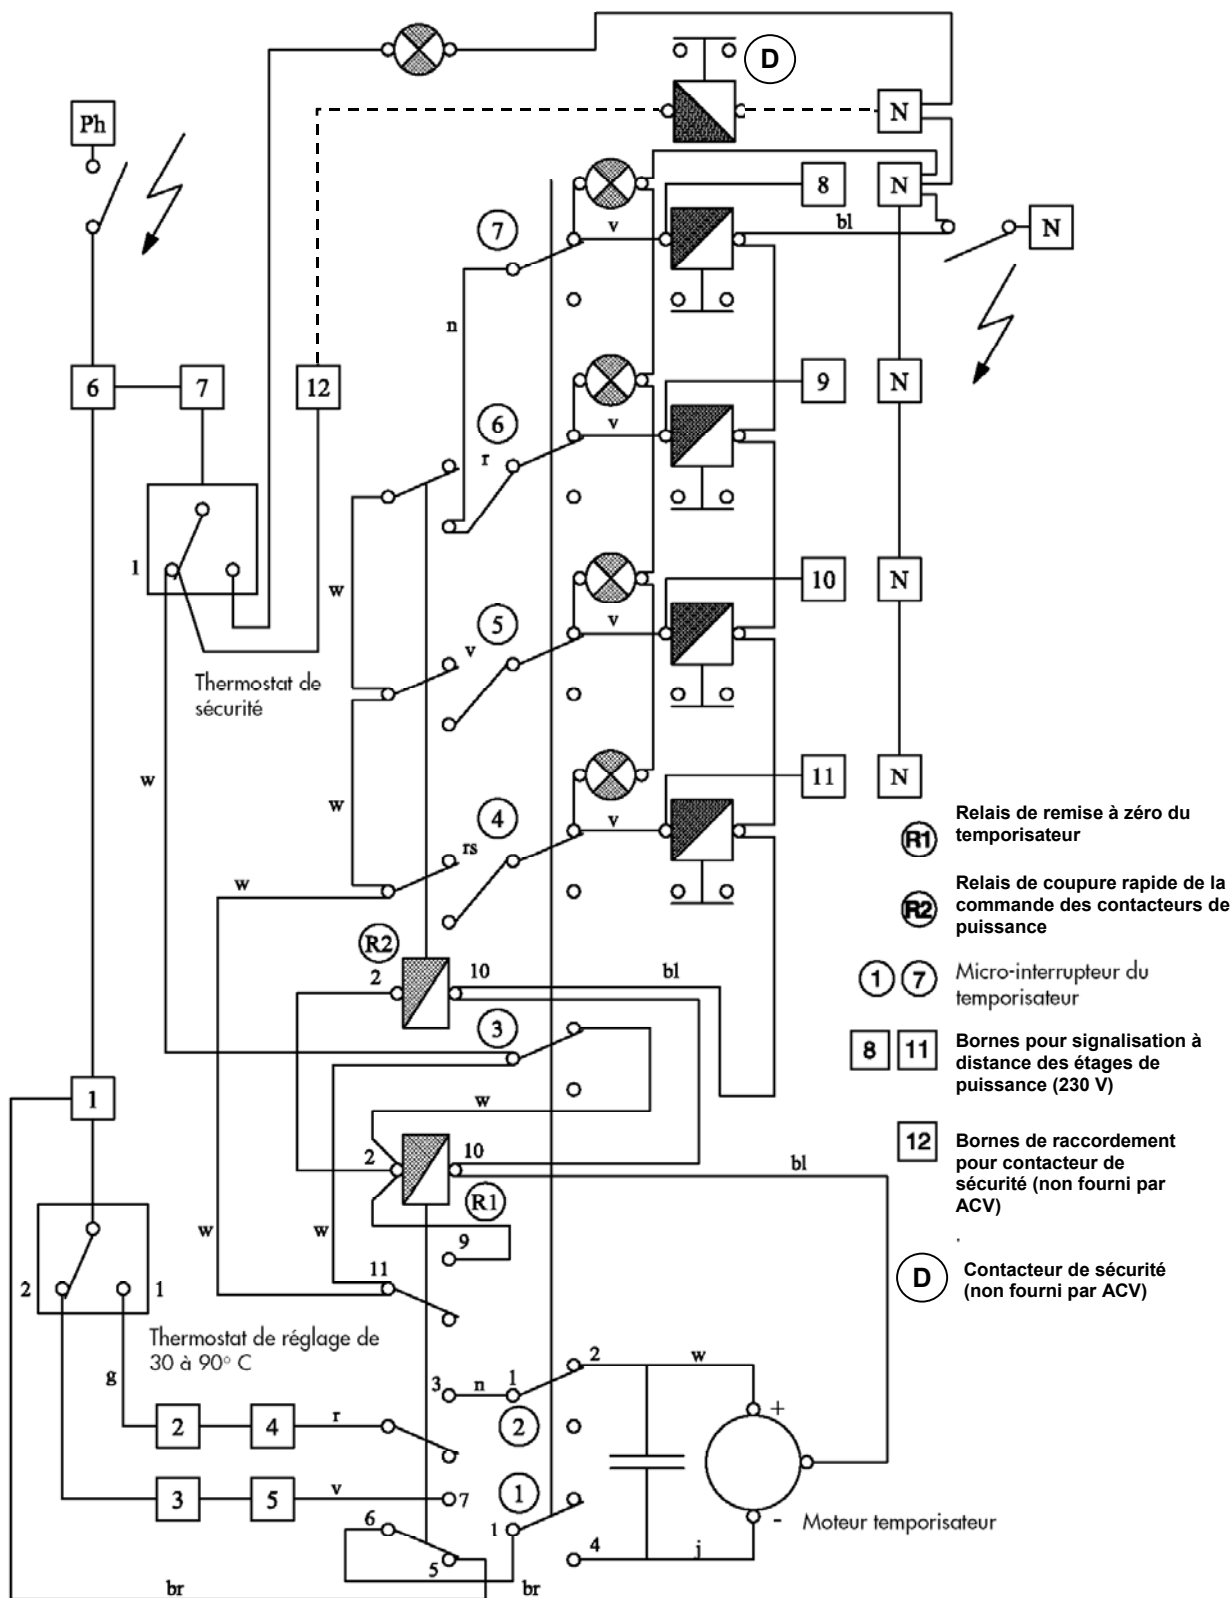 D
Ph
N
8
N
N
7
v
bl
n
6
7
12
9
N
6
v
r
1
10
N
w
5
v
v
Thermostat de
sécurité
w
11
N
w
4
v
rs
w
R1
Relais de remise à zéro du
temporisateur
R2
Relais de coupure rapide de la
commande des contacteurs de
puissance
R2
2
10
bl
1
7
Micro-interrupteur du
temporisateur
3
8
11
Bornes pour signalisation à
distance des étages de
puissance (230 V)
1
w
2
10
bl
R1
12
Bornes de raccordement
pour contacteur de
sécurité (non fourni par
ACV)
.
w
w
9
11
D
Contacteur de sécurité
(non fourni par ACV)
2
1
Thermostat de réglage de
30 à 90° C
g
3
n
1
2
w
+
2
4
r
2
3
5
v
7
1
6
1
-
Moteur temporisateur
5
4
j
br
br